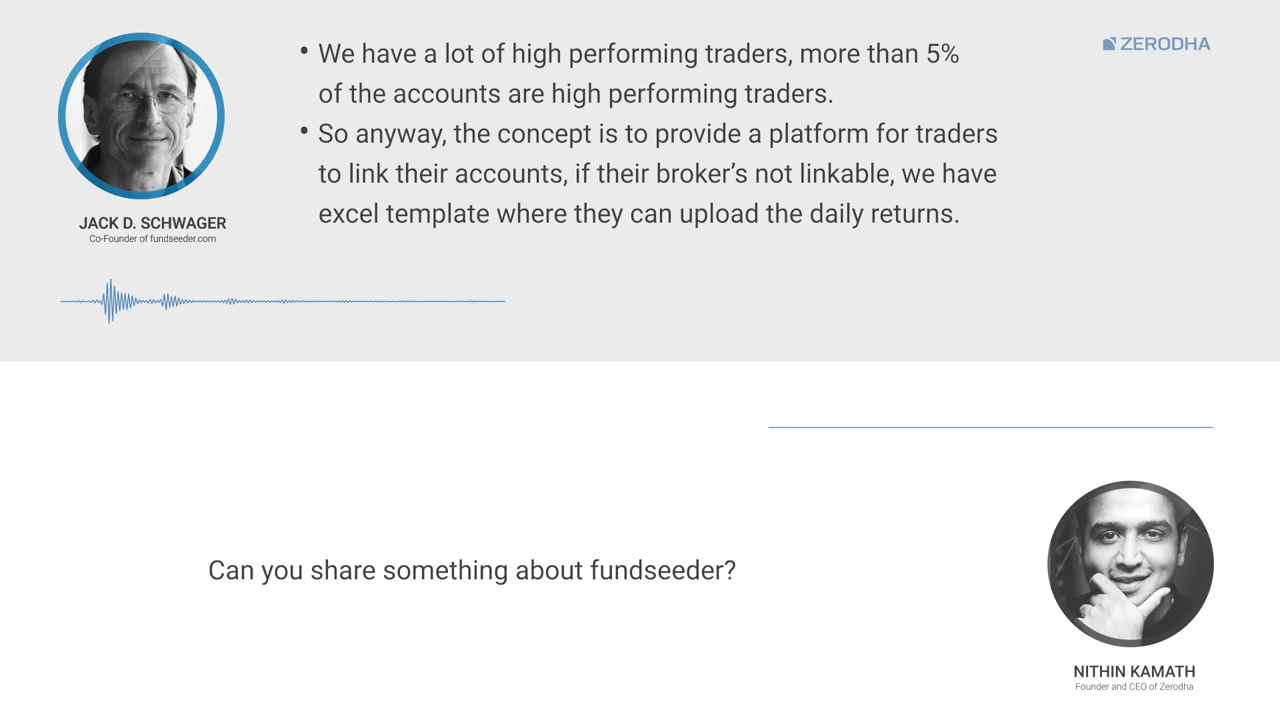 ZERODHA
• We have a lot of high performing traders, more than 5%
of the accounts are high performing traders.
• So anyway, the concept is to provide a platform for traders
to link their accounts, if their broker’s not linkable, we have
excel template where they can upload the daily returns.
JACK D. SCHWAGER
Co-Founder of fundseeder.com
Can you share something about fundseeder?
NITHIN KAMATH
Founder and CEO of Zerodha